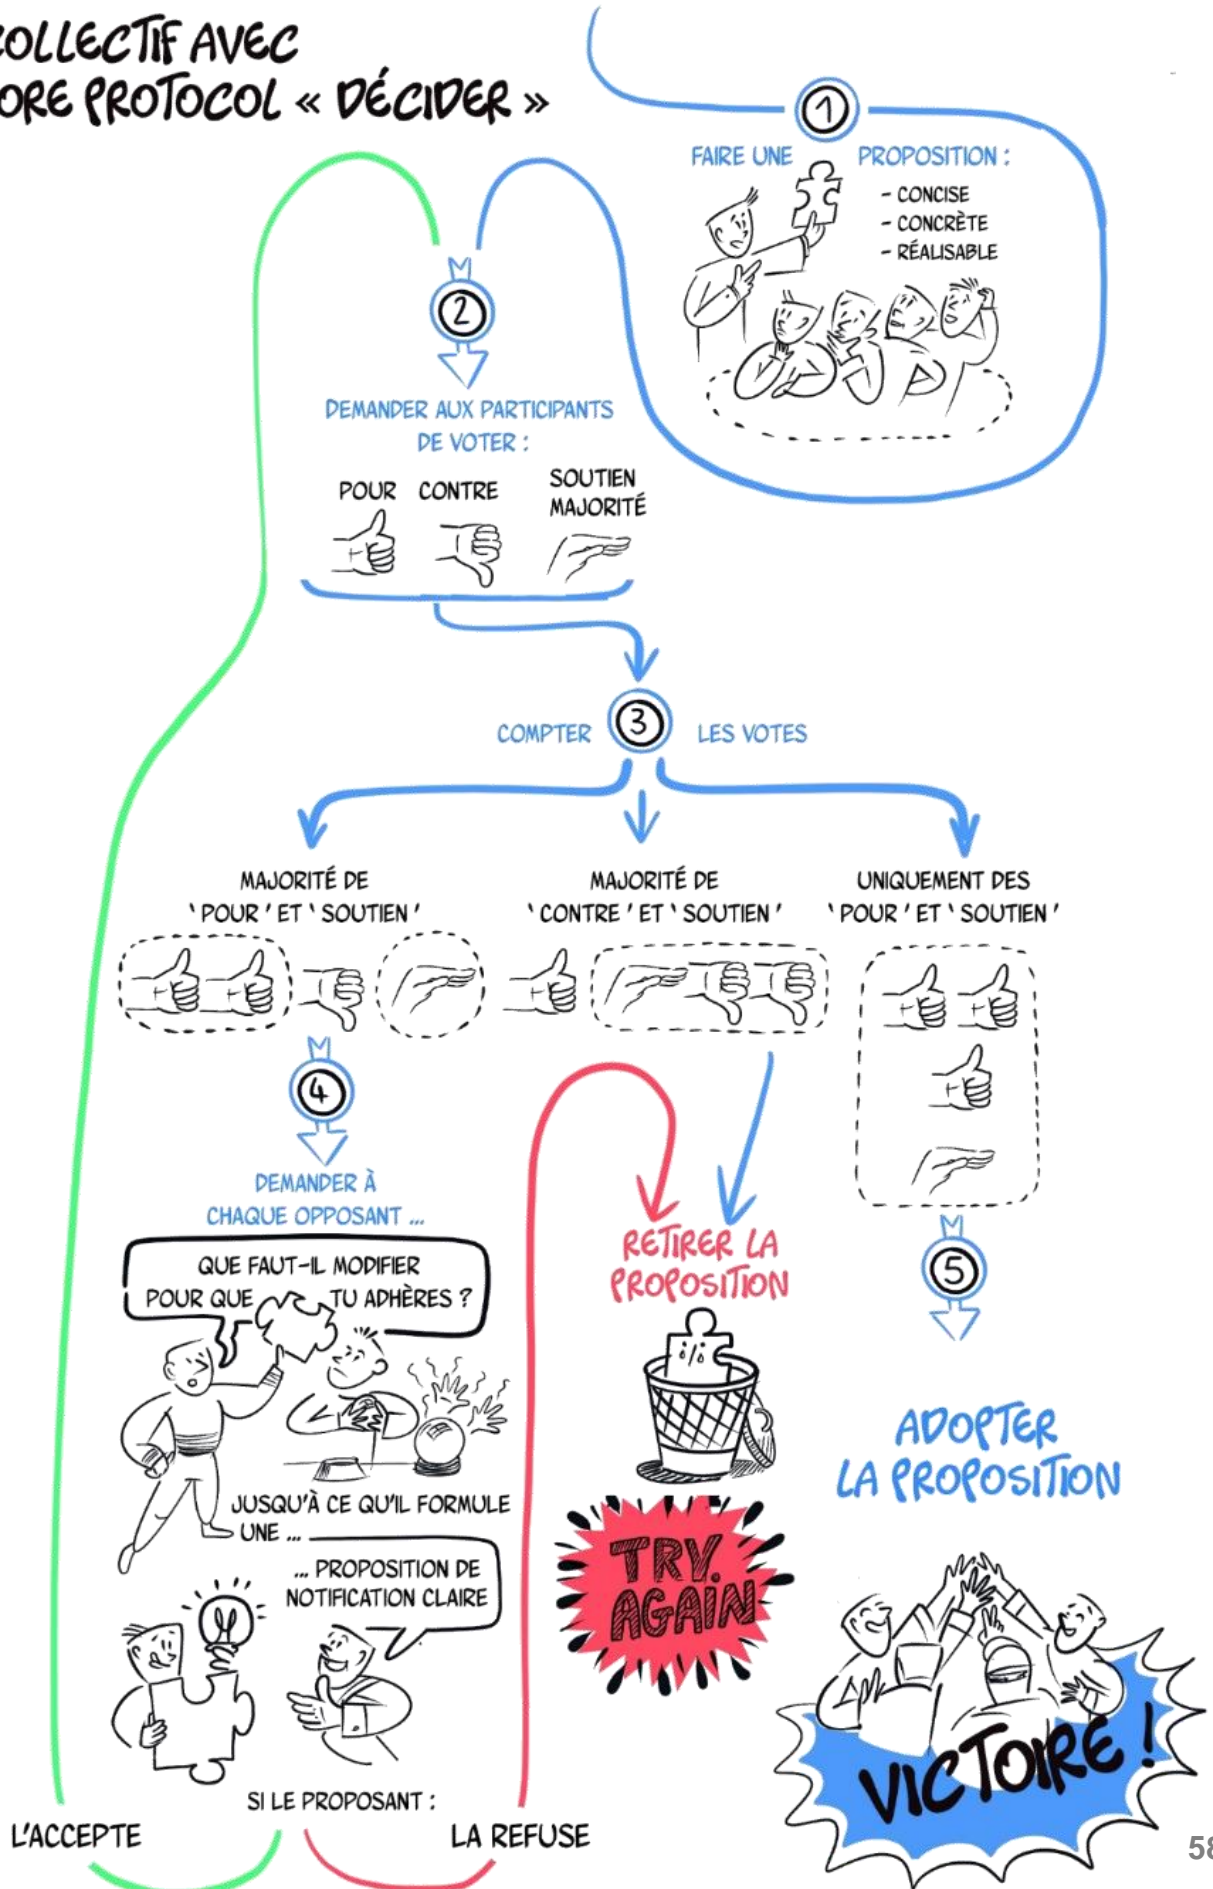 COLLECTIF AVEC
CORE PROTOCOL « DÉCIDER »
1
FAIRE UNE PROPOSITION :
- CONCISE
- CONCRÈTE
- RÉALISABLE
2
DEMANDER AUX PARTICIPANTS
DE VOTER :
POUR CONTRE SOUTIEN
MAJORITÉ
3
COMPTER LES VOTES
MAJORITÉ DE
'POUR' ET 'SOUTIEN'
MAJORITÉ DE
'CONTRE' ET 'SOUTIEN'
UNIQUEMENT DES
'POUR' ET 'SOUTIEN'
4
DEMANDER À
CHAQUE OPPOSANT ...
QUE FAUT-IL MODIFIER
POUR QUE TU ADHÈRES ?
JUSQU'À CE QU'IL FORMULE
UNE ...
... PROPOSITION DE
NOTIFICATION CLAIRE
SI LE PROPOSANT :
L'ACCEPTE
LA REFUSE
RETIRER LA
PROPOSITION
TRY
AGAIN
5
ADOPTER
LA PROPOSITION
VICTOIRE !
58